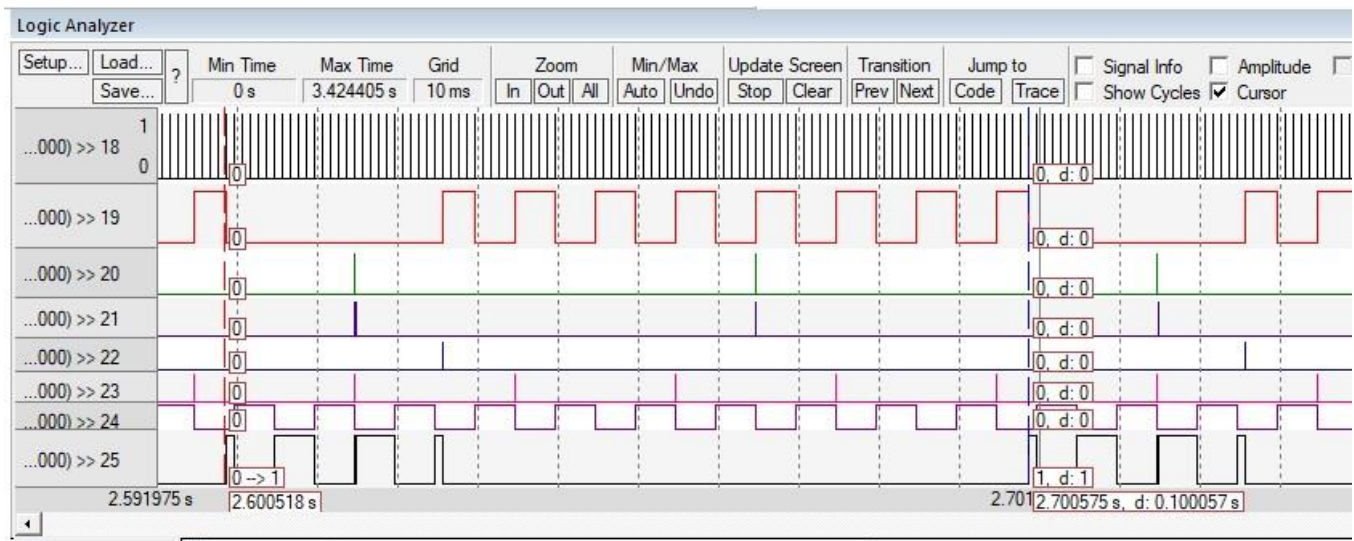 Logic Analyzer
Setup... Load... ? Min Time Max Time Grid Zoom Min/Max Update Screen Transition Jump to Signal Info Amplitude
Save... 0 s 3.424405 s 10 ms In Out All Auto Undo Stop Clear Prev Next Code Trace Show Cycles Cursor
1
...000) >> 18
0
0 0, d: 0
...000) >> 19
0 0, d: 0
...000) >> 20
0 0, d: 0
...000) >> 21
0 0, d: 0
...000) >> 22
0 0, d: 0
...000) >> 23
0 0, d: 0
...000) >> 24
0 0, d: 0
...000) >> 25
0 --> 1 1, d: 1
2.591975 s 2.600518 s 2.701 2.700575 s, d: 0.100057 s